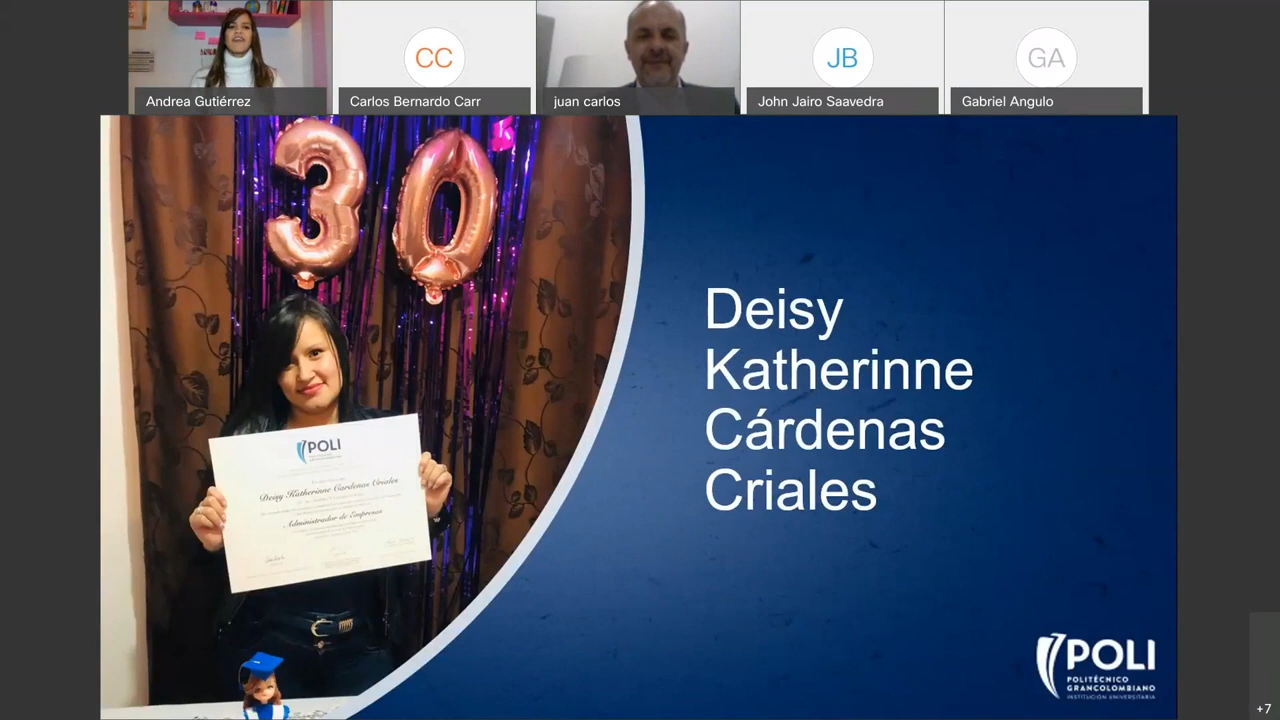 Andrea Gutiérrez
CC
Carlos Bernardo Carr
juan carlos
JB
John Jairo Saavedra
GA
Gabriel Angulo
30
POLI
Deisy Katherinne Cardenas Criales
Administrador de Empresas
Deisy
Katherinne
Cárdenas
Criales
POLI
POLITÉCNICO
GRANCOLOMBIANO
INSTITUCIÓN UNIVERSITARIA
+7